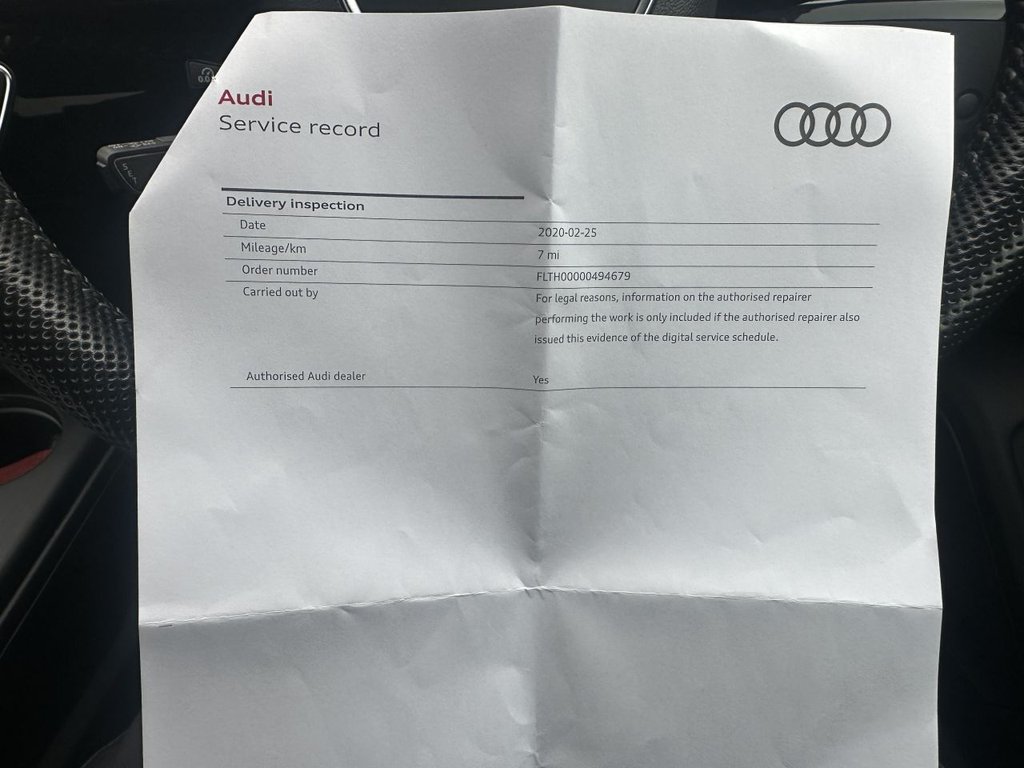 Audi
Service record
Delivery inspection
Date 2020-02-25
Mileage/km 7 mi
Order number FLTH00000494679
Carried out by For legal reasons, information on the authorised repairer
performing the work is only included if the authorised repairer also
issued this evidence of the digital service schedule.
Authorised Audi dealer Yes